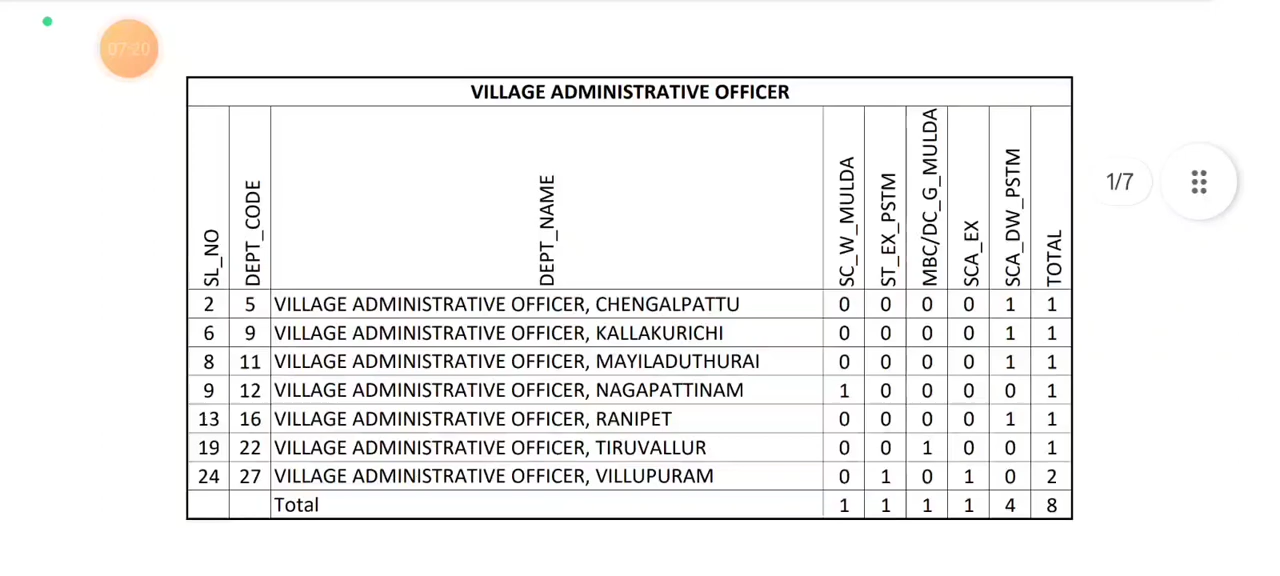 07:20
VILLAGE ADMINISTRATIVE OFFICER
SL_NO DEPT_CODE DEPT_NAME SC_W_MULDA ST_EX_PSTM MBC/DC_G_MULDA SCA_EX SCA_DW_PSTM TOTAL
1/7
2 5 VILLAGE ADMINISTRATIVE OFFICER, CHENGALPATTU 0 0 0 0 1 1
6 9 VILLAGE ADMINISTRATIVE OFFICER, KALLAKURICHI 0 0 0 0 1 1
8 11 VILLAGE ADMINISTRATIVE OFFICER, MAYILADUTHURAI 0 0 0 0 1 1
9 12 VILLAGE ADMINISTRATIVE OFFICER, NAGAPATTINAM 1 0 0 0 0 1
13 16 VILLAGE ADMINISTRATIVE OFFICER, RANIPET 0 0 0 0 1 1
19 22 VILLAGE ADMINISTRATIVE OFFICER, TIRUVALLUR 0 0 1 0 0 1
24 27 VILLAGE ADMINISTRATIVE OFFICER, VILLUPURAM 0 1 0 1 0 2
Total 1 1 1 1 4 8